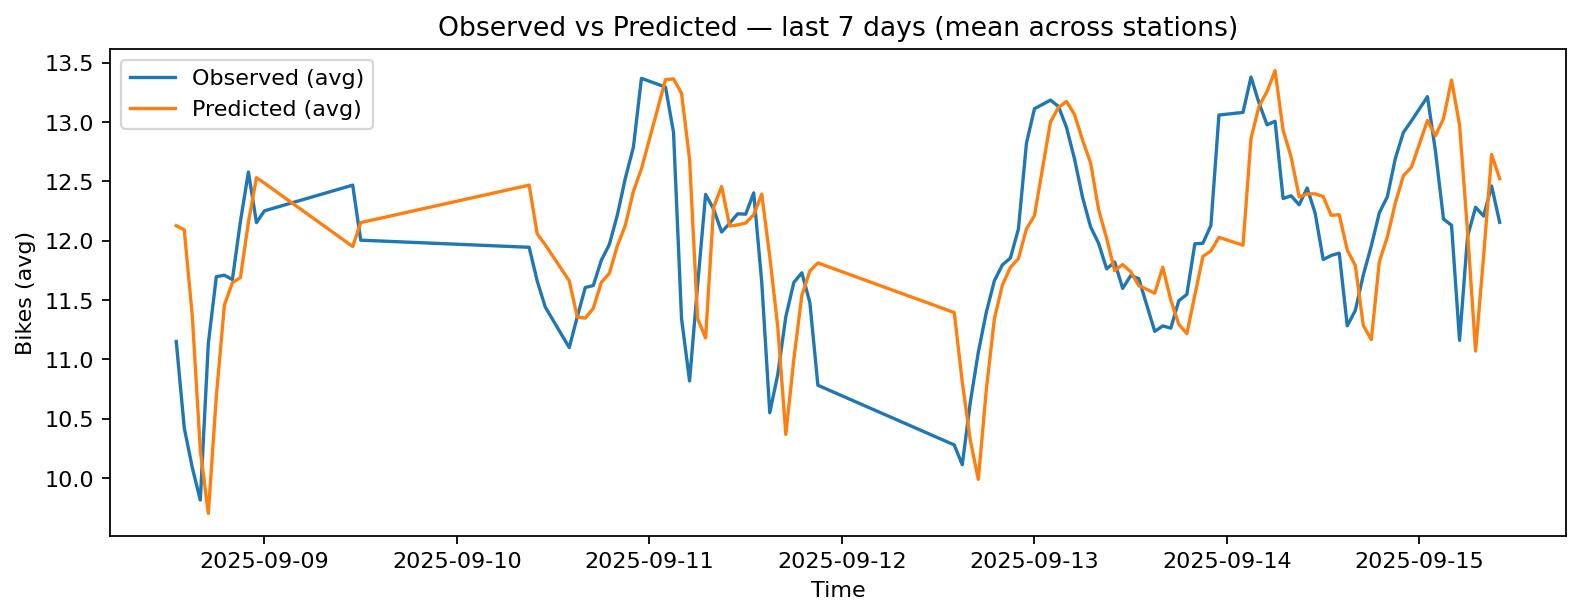 Observed vs Predicted — last 7 days (mean across stations)
Observed (avg)
Predicted (avg)
Bikes (avg)
13.5
13.0
12.5
12.0
11.5
11.0
10.5
10.0
2025-09-09 2025-09-10 2025-09-11 2025-09-12 2025-09-13 2025-09-14 2025-09-15
Time